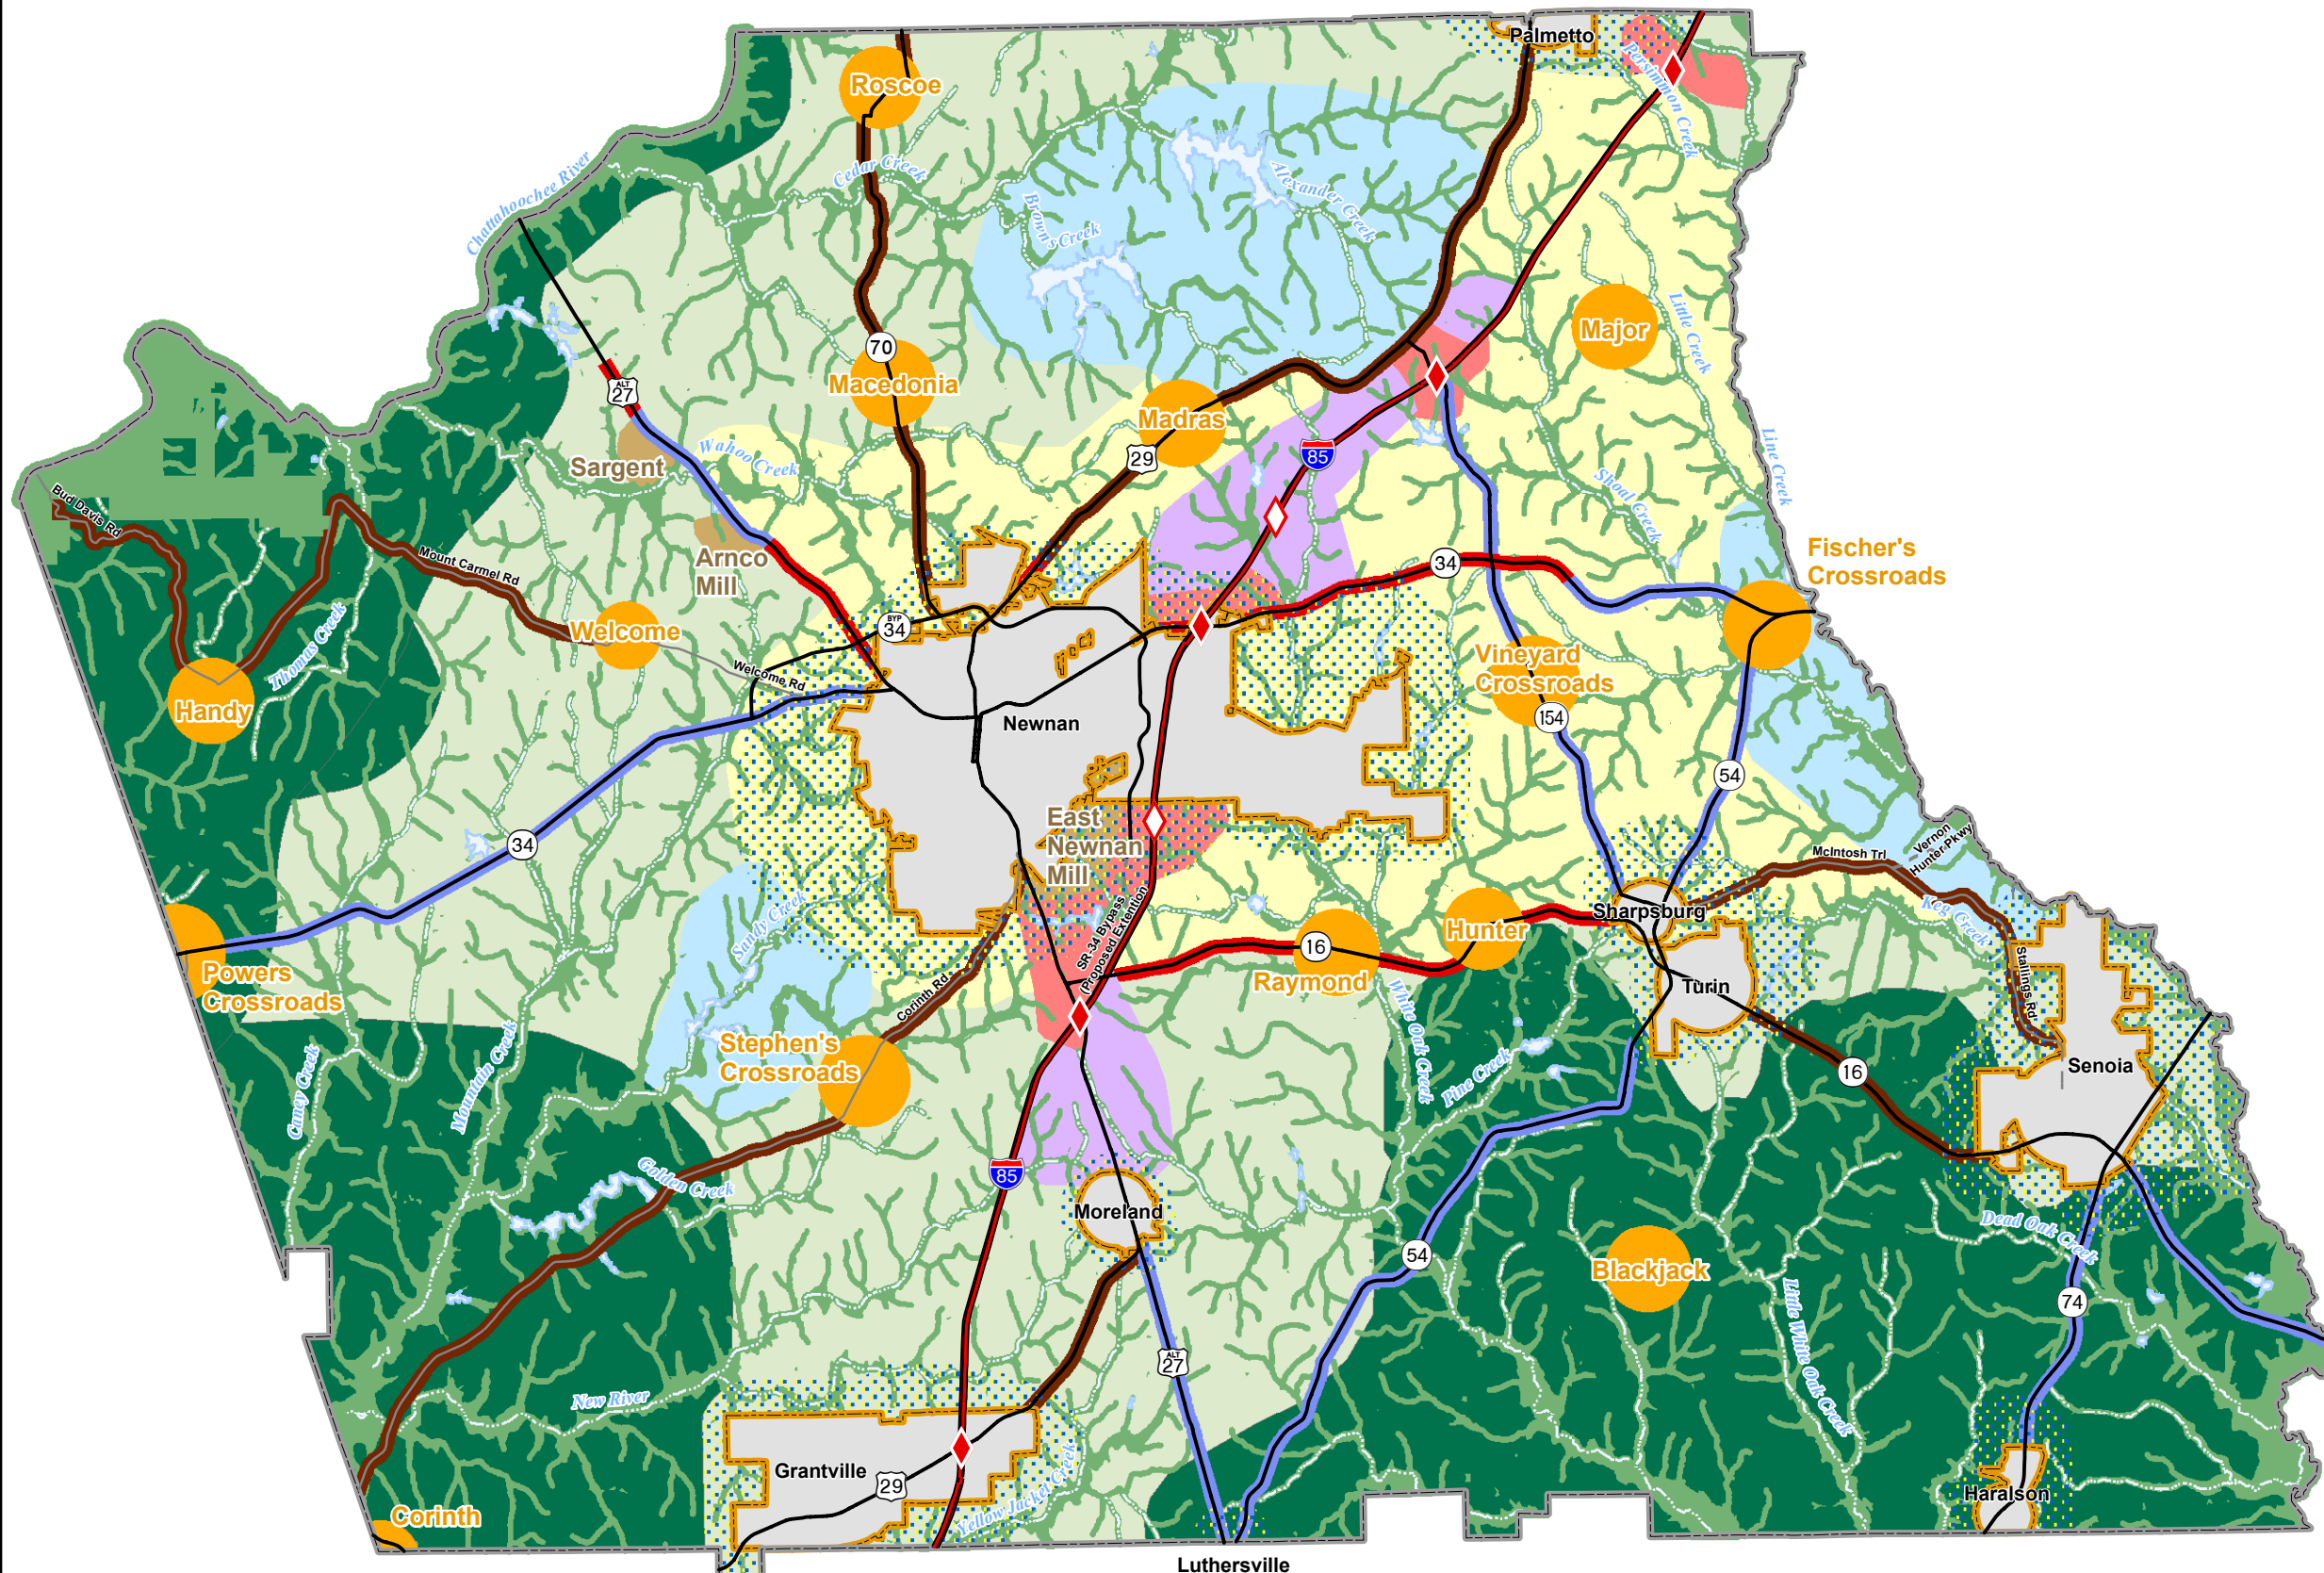 Palmetto
Persimmon Creek
Roscoe
Cedar Creek
Chattahoochee River
Brown's Creek
Alexander Creek
Little Creek
Major
70
Macedonia
ALT
27
Madras
Line Creek
29
85
Sargent
Wahoo Creek
Shoal Creek
Bud Davis Rd
Mount Carmel Rd
Arnco
Mill
34
Fischer's
Crossroads
BYP
34
Welcome
Thomas Creek
Welcome Rd
Handy
Vineyard
Crossroads
154
Newnan
54
East
Newnan
Mill
34
McIntosh Trl
Vernon
Hunter Pkwy
Sharpsburg
Keg Creek
Sandy Creek
SR-34 Bypass
(Proposed Extention)
Hunter
16
Raymond
Stallings Rd
Powers
Crossroads
Corinth Rd
Turin
White Oak Creek
Stephen's
Crossroads
Pine Creek
16
Senoia
Caney Creek
Mountain Creek
Golden Creek
85
Moreland
Dead Oak Creek
54
Blackjack
Little White Oak Creek
74
ALT
27
New River
Grantville
29
Yellow Jacket Creek
Haralson
Corinth
Luthersville